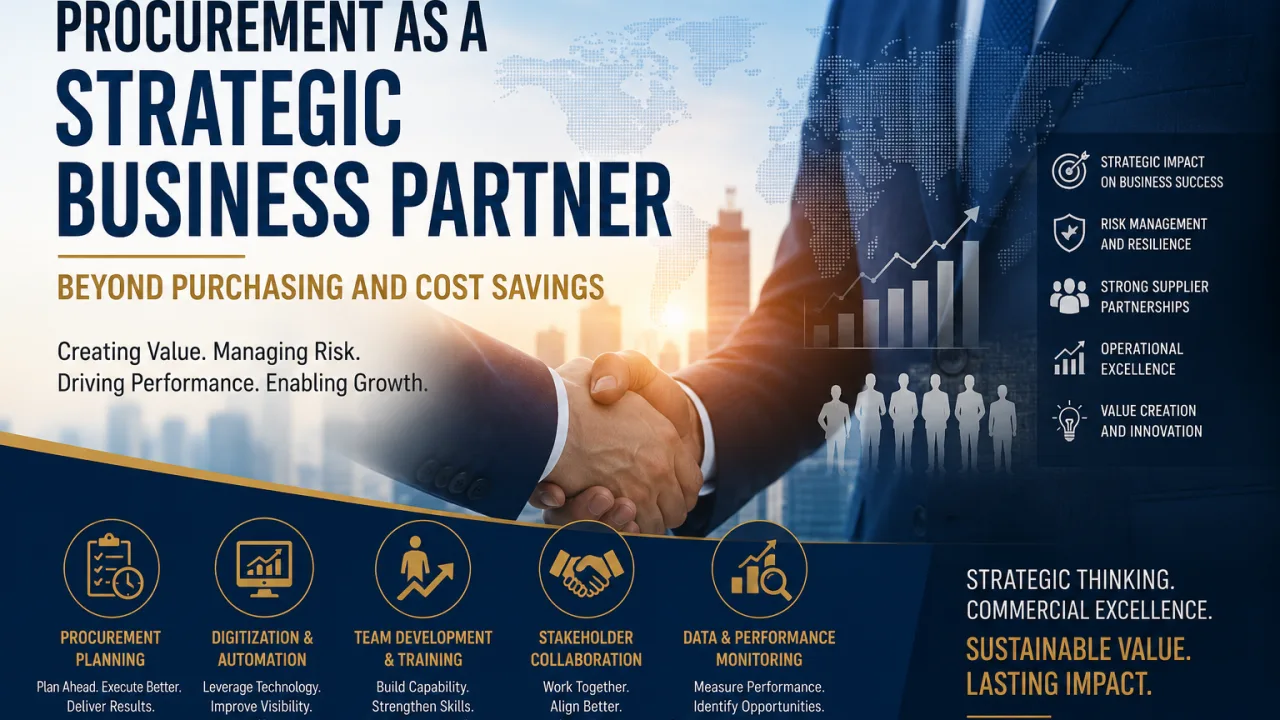 PROCUREMENT AS A
STRATEGIC
BUSINESS PARTNER
BEYOND PURCHASING AND COST SAVINGS
Creating Value. Managing Risk.
Driving Performance. Enabling Growth.
STRATEGIC IMPACT
ON BUSINESS SUCCESS
RISK MANAGEMENT
AND RESILIENCE
STRONG SUPPLIER
PARTNERSHIPS
OPERATIONAL
EXCELLENCE
VALUE CREATION
AND INNOVATION
PROCUREMENT
PLANNING
Plan Ahead. Execute Better.
Deliver Results.
DIGITIZATION &
AUTOMATION
Leverage Technology.
Improve Visibility.
TEAM DEVELOPMENT
& TRAINING
Build Capability.
Strengthen Skills.
STAKEHOLDER
COLLABORATION
Work Together.
Align Better.
DATA & PERFORMANCE
MONITORING
Measure Performance.
Identify Opportunities.
STRATEGIC THINKING.
COMMERCIAL EXCELLENCE.
SUSTAINABLE VALUE.
LASTING IMPACT.